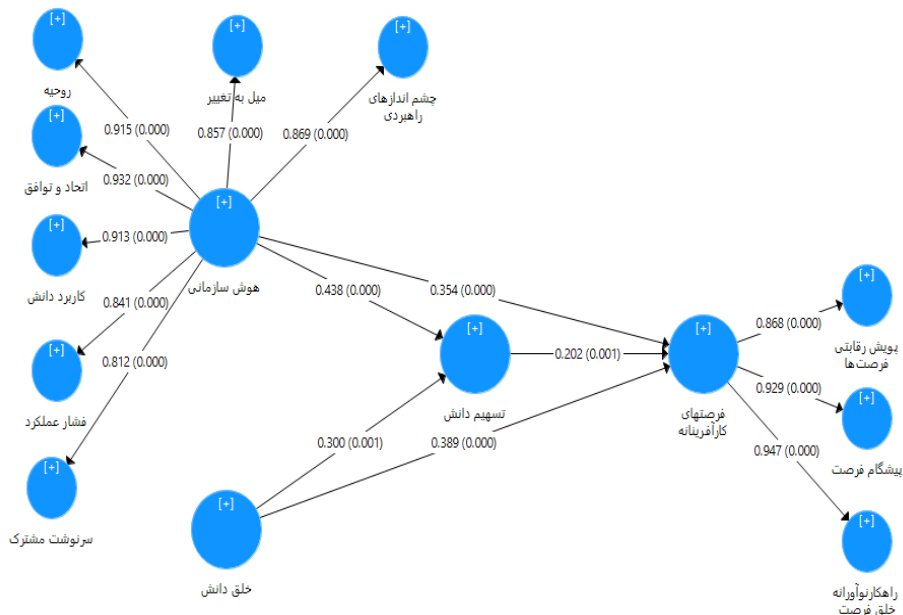 [+]
روحیه
[+]
میل به تغییر
[+]
چشم اندازهای
راهبردی
0.915 (0.000)
0.857 (0.000)
0.869 (0.000)
[+]
اتحاد و توافق
0.932 (0.000)
[+]
هوش سازمانی
[+]
کاربرد دانش
0.913 (0.000)
0.841 (0.000)
0.438 (0.000)
0.354 (0.000)
[+]
پویش رقابتی
فرصت‌ها
0.868 (0.000)
[+]
فشار عملکرد
0.812 (0.000)
[+]
تسهیم دانش
0.202 (0.001)
[+]
فرصتهای
کارآفرینانه
0.929 (0.000)
[+]
پیشگام فرصت
0.300 (0.001)
0.389 (0.000)
0.947 (0.000)
[+]
سرنوشت مشترک
[+]
خلق دانش
[+]
راهکارنوآورانه
خلق فرصت